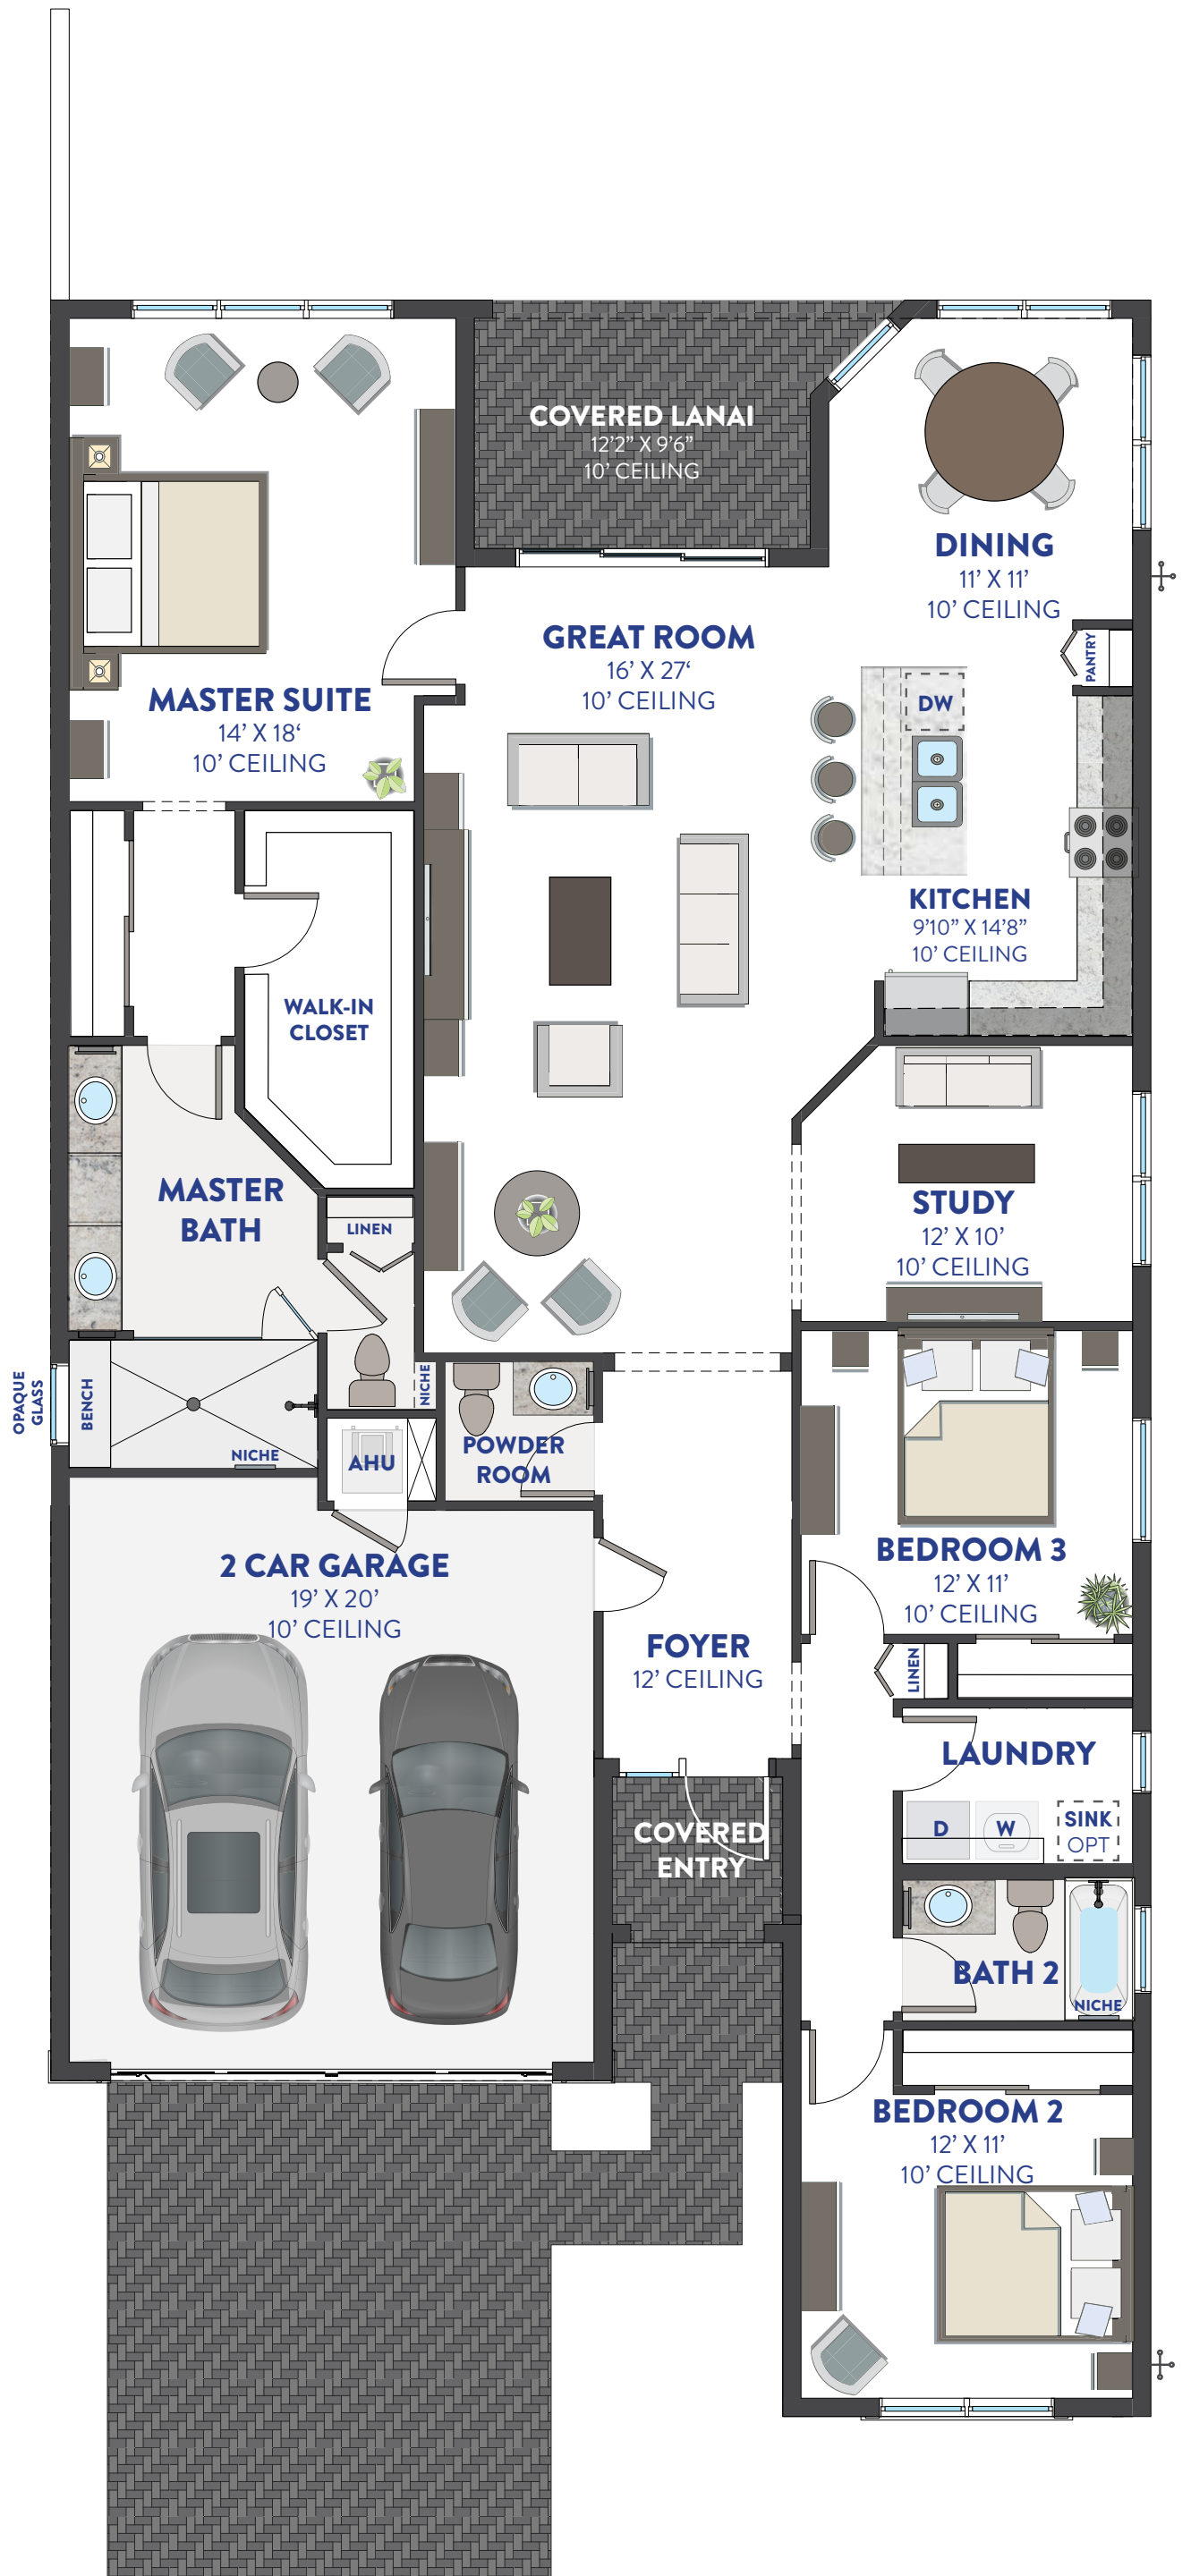 COVERED LANAI
12’2” X 9’6”
10’ CEILING
DINING
11’ X 11’
10’ CEILING
GREAT ROOM
16’ X 27‘
10’ CEILING
PANTRY
MASTER SUITE
14’ X 18‘
10’ CEILING
DW
KITCHEN
9’10” X 14’8”
10’ CEILING
WALK-IN
CLOSET
MASTER
BATH
LINEN
STUDY
12’ X 10’
10’ CEILING
OPAQUE
GLASS
BENCH
NICHE
NICHE
AHU
POWDER
ROOM
BEDROOM 3
12’ X 11’
10’ CEILING
2 CAR GARAGE
19’ X 20’
10’ CEILING
FOYER
12’ CEILING
LINEN
LAUNDRY
D
W
SINK
OPT
COVERED
ENTRY
BATH 2
NICHE
BEDROOM 2
12’ X 11’
10’ CEILING